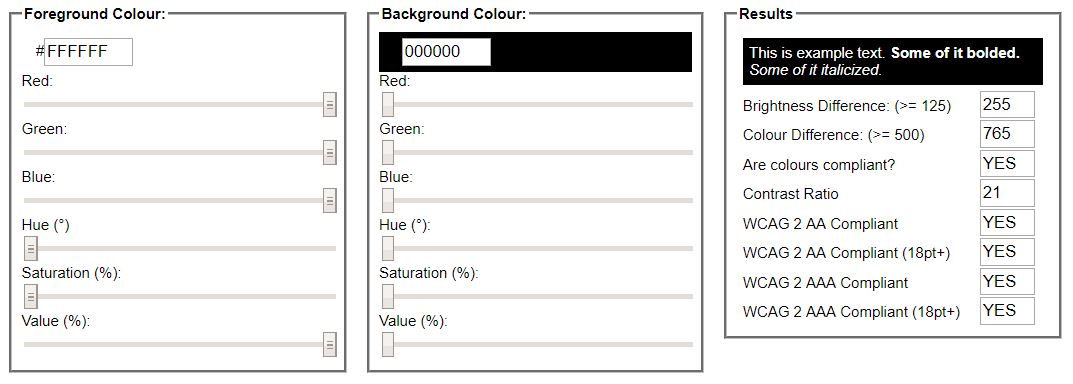 Foreground Colour:
#FFFFFF
Red:
Green:
Blue:
Hue (°)
Saturation (%):
Value (%):
Background Colour:
000000
Red:
Green:
Blue:
Hue (°):
Saturation (%):
Value (%):
Results
This is example text. Some of it bolded.
Some of it italicized.
Brightness Difference: (>= 125) 255
Colour Difference: (>= 500) 765
Are colours compliant? YES
Contrast Ratio 21
WCAG 2 AA Compliant YES
WCAG 2 AA Compliant (18pt+) YES
WCAG 2 AAA Compliant YES
WCAG 2 AAA Compliant (18pt+) YES